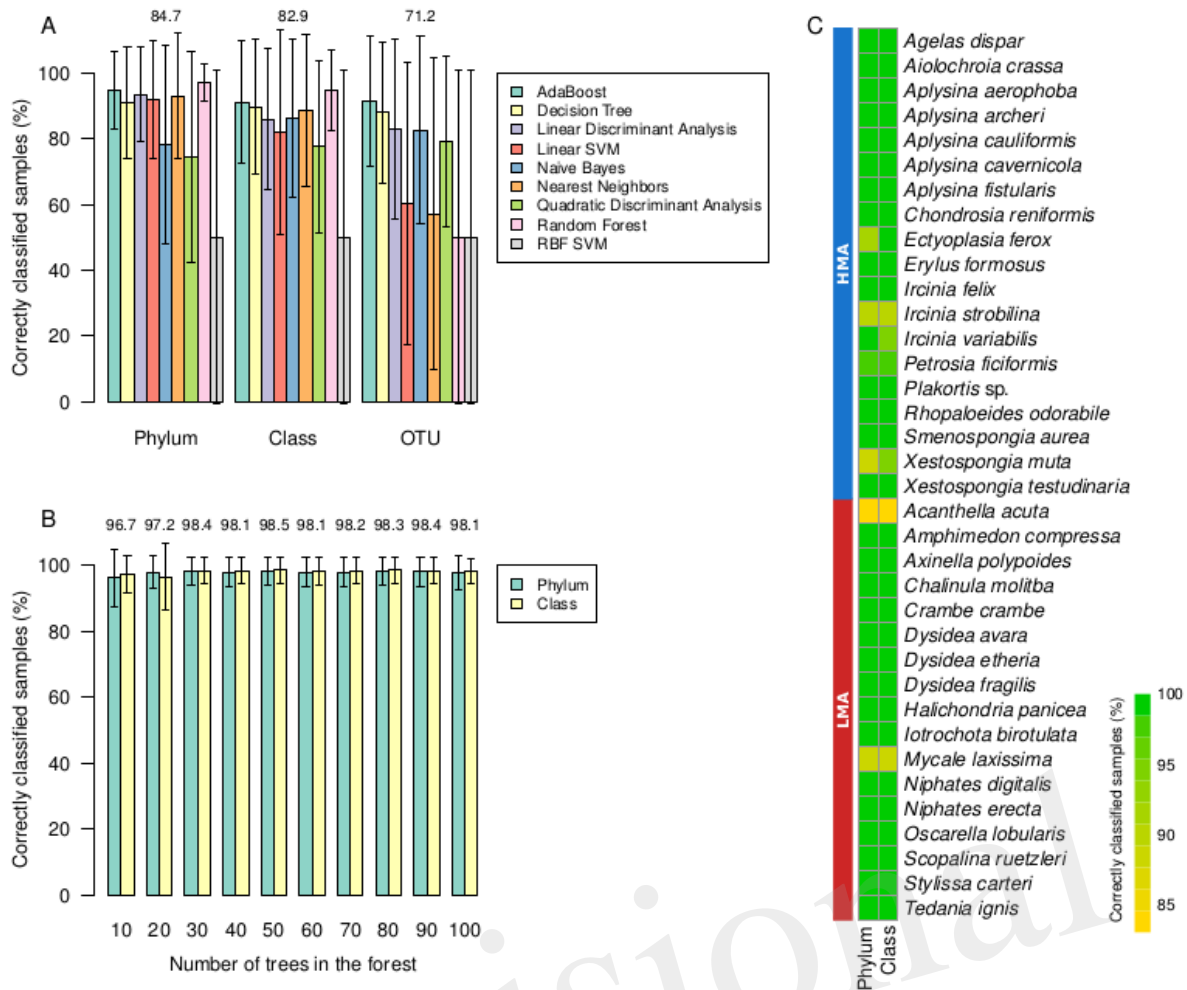 A
84.7 82.9 71.2
Correctly classified samples (%)
100
80
60
40
20
0
Phylum Class OTU
AdaBoost
Decision Tree
Linear Discriminant Analysis
Linear SVM
Naive Bayes
Nearest Neighbors
Quadratic Discriminant Analysis
Random Forest
RBF SVM
B
96.7 97.2 98.4 98.1 98.5 98.1 98.2 98.3 98.4 98.1
Correctly classified samples (%)
100
80
60
40
20
0
10 20 30 40 50 60 70 80 90 100
Number of trees in the forest
Phylum
Class
C
HMA
LMA
Agelas dispar
Aiolochroia crassa
Aplysina aerophoba
Aplysina archeri
Aplysina cauliformis
Aplysina cavernicola
Aplysina fistularis
Chondrosia reniformis
Ectyoplasia ferox
Erylus formosus
Ircinia felix
Ircinia strobilina
Ircinia variabilis
Petrosia ficiformis
Plakortis sp.
Rhopaloeides odorabile
Smenospongia aurea
Xestospongia muta
Xestospongia testudinaria
Acanthella acuta
Amphimedon compressa
Axinella polypoides
Chalinula molitba
Crambe crambe
Dysidea avara
Dysidea etheria
Dysidea fragilis
Halichondria panicea
Iotrochota birotulata
Mycale laxissima
Niphates digitalis
Niphates erecta
Oscarella lobularis
Scopalina ruetzleri
Stylissa carteri
Tedania ignis
Phylum
Class
Correctly classified samples (%)
100
95
90
85
isional